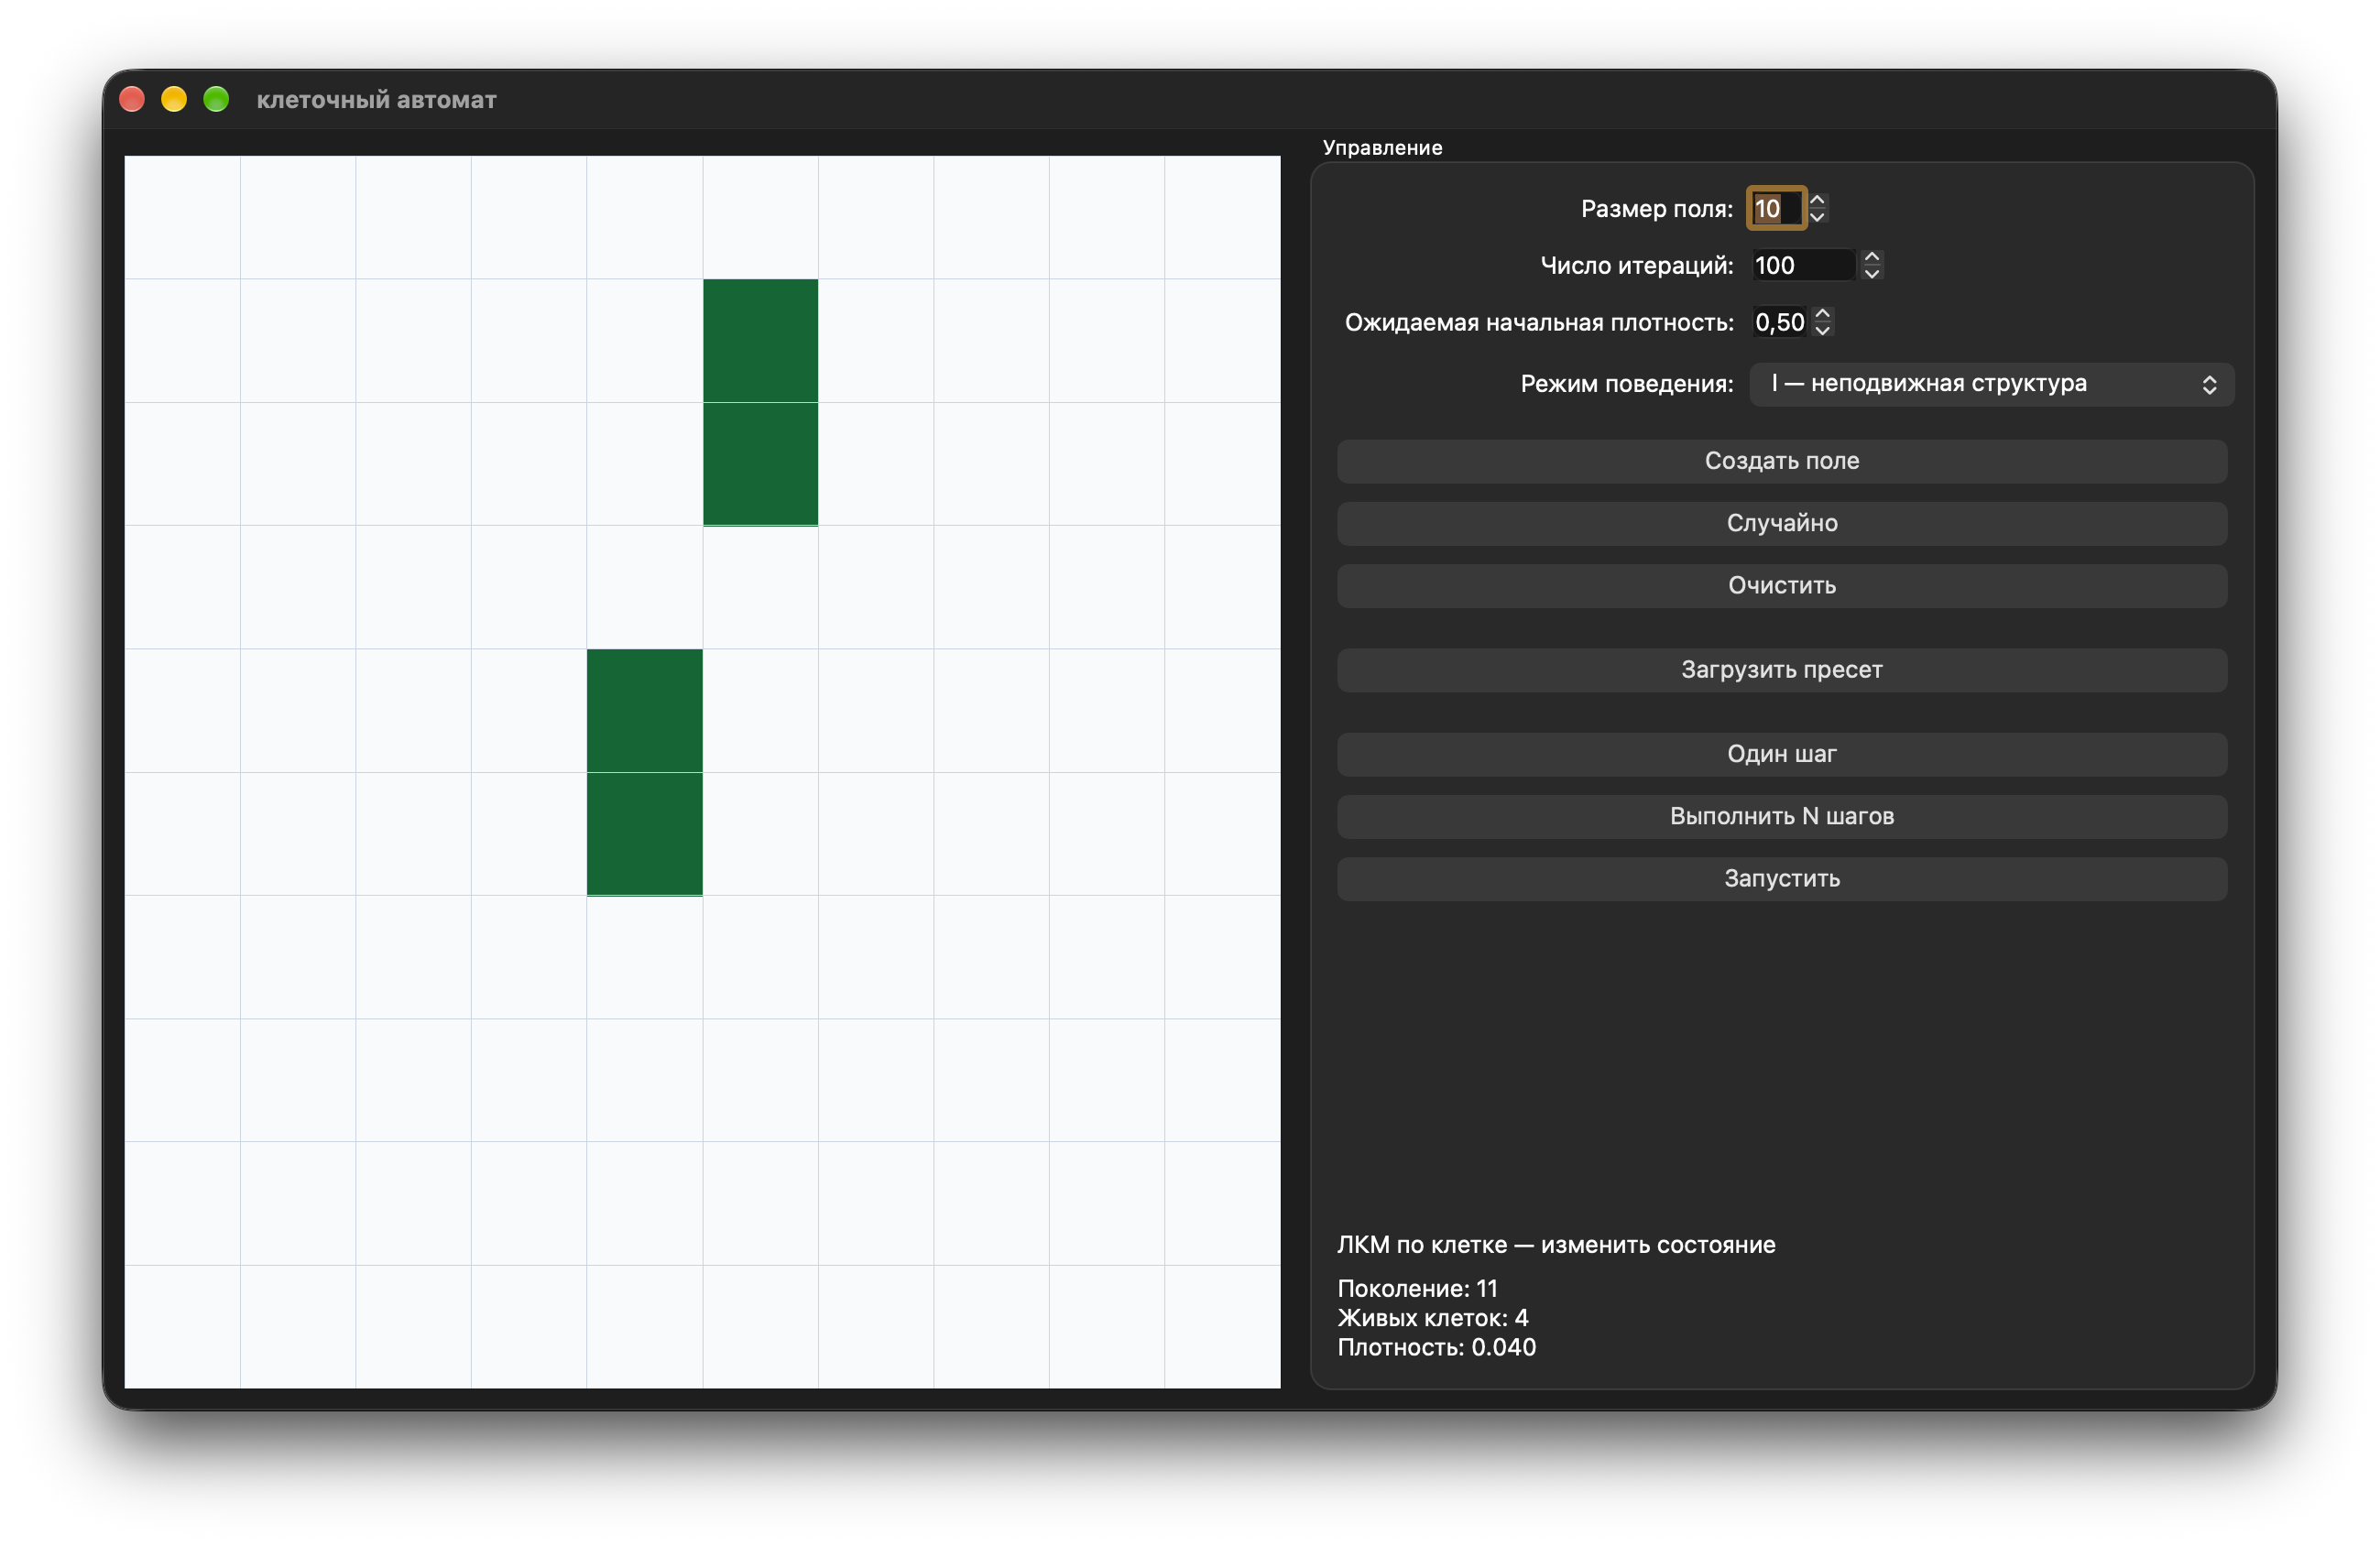 клеточный автомат
Управление
Размер поля: 10
Число итераций: 100
Ожидаемая начальная плотность: 0,50
Режим поведения: I — неподвижная структура
Создать поле
Случайно
Очистить
Загрузить пресет
Один шаг
Выполнить N шагов
Запустить
ЛКМ по клетке — изменить состояние
Поколение: 11
Живых клеток: 4
Плотность: 0.040